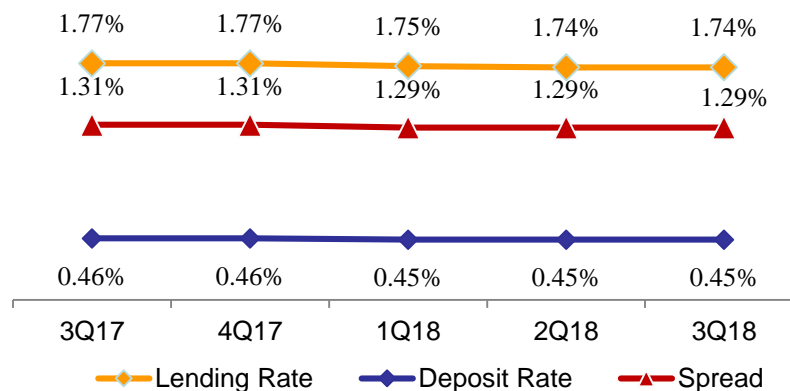 1.77% 1.77% 1.75% 1.74% 1.74%
1.31% 1.31% 1.29% 1.29% 1.29%
0.46% 0.46% 0.45% 0.45% 0.45%
3Q17 4Q17 1Q18 2Q18 3Q18
Lending Rate Deposit Rate Spread